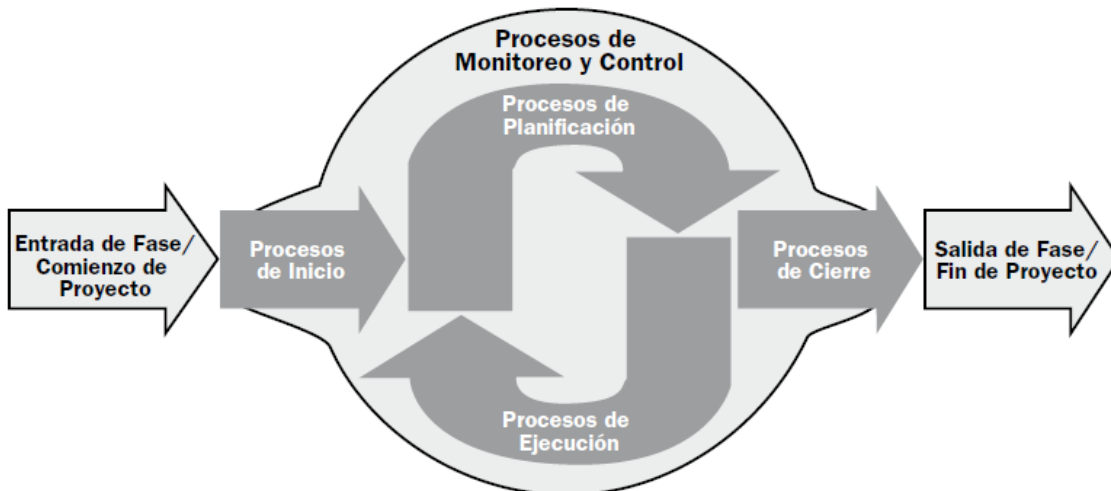 Procesos de
Monitoreo y Control
Procesos de
Planificación
Entrada de Fase/
Comienzo de
Proyecto
Procesos
de Inicio
Procesos
de Cierre
Salida de Fase/
Fin de Proyecto
Procesos de
Ejecución